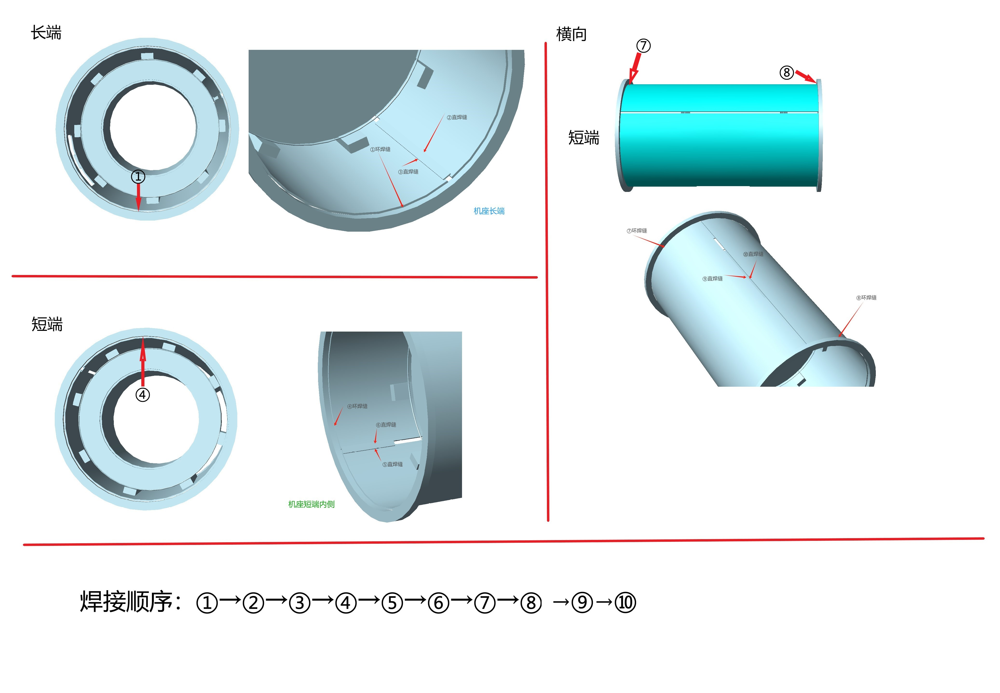 长端
①
②直焊缝
①环焊缝
③直焊缝
机座长端
短端
④
④环焊缝
⑥直焊缝
⑤直焊缝
机座短端内侧
横向
⑦
⑧
短端
⑦环焊缝
⑩直焊缝
⑨直焊缝
⑧环焊缝
焊接顺序：①→②→③→④→⑤→⑥→⑦→⑧ →⑨→⑩